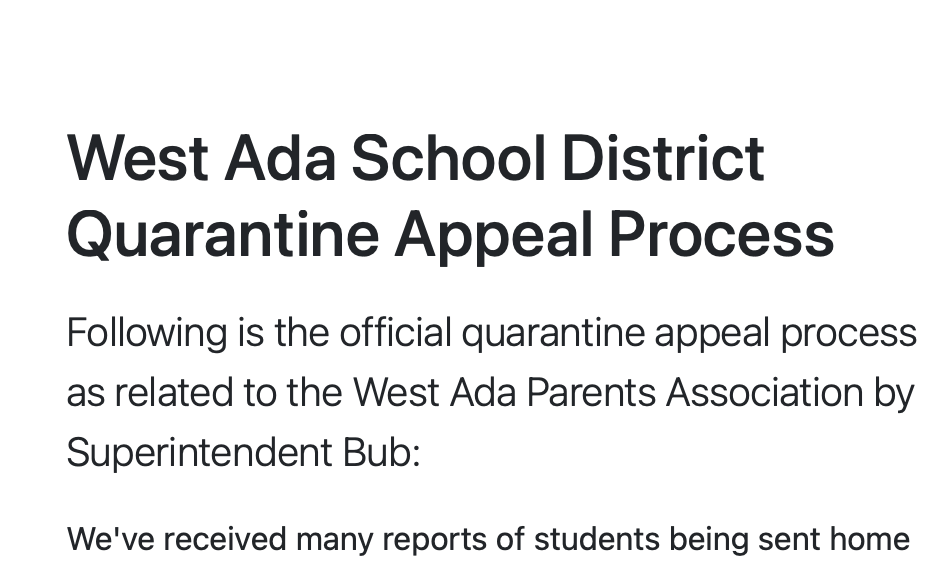 West Ada School District
Quarantine Appeal Process
Following is the official quarantine appeal process
as related to the West Ada Parents Association by
Superintendent Bub:
We've received many reports of students being sent home